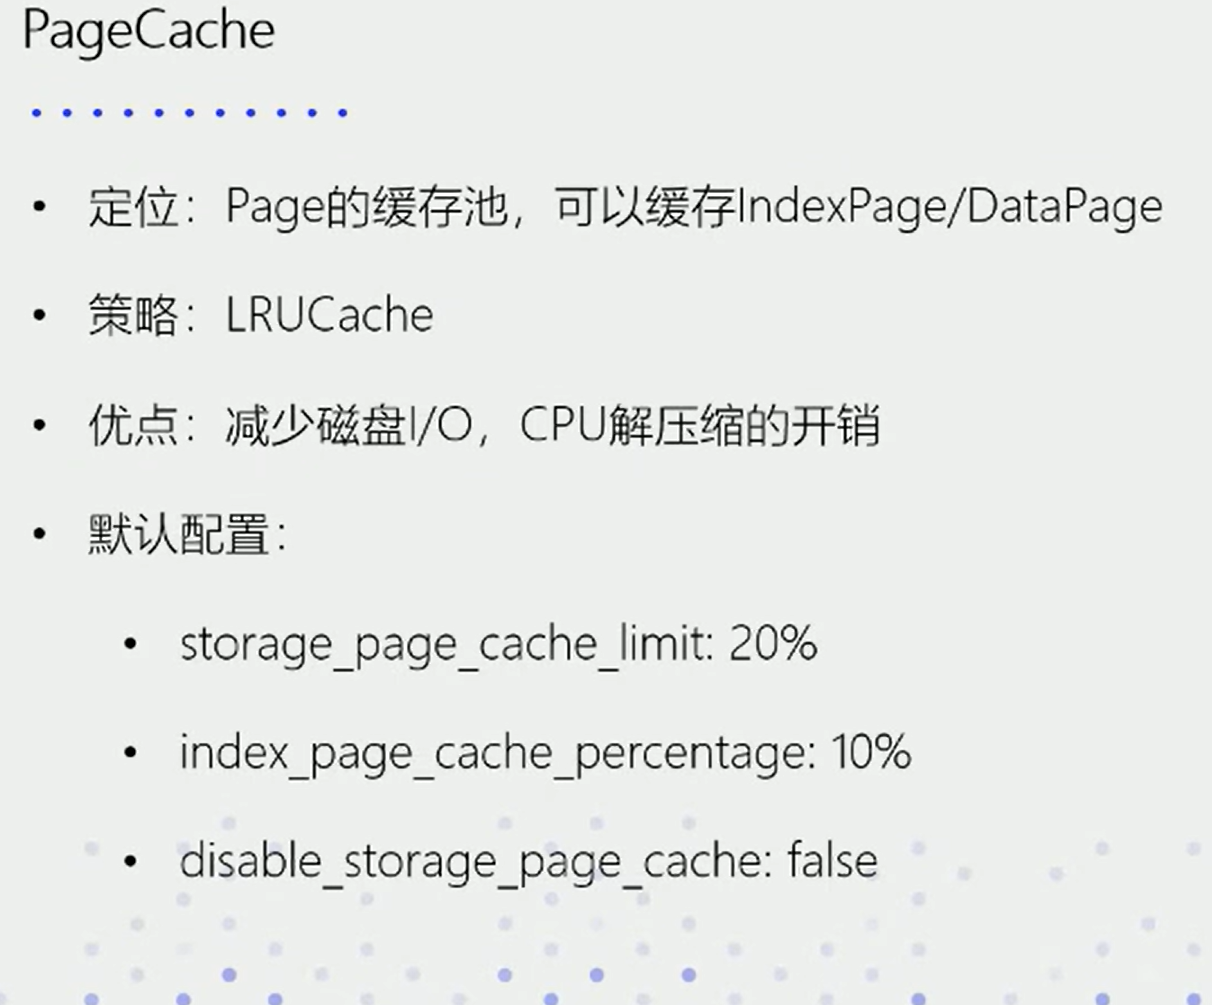 PageCache
• 定位：Page的缓存池，可以缓存IndexPage/DataPage
• 策略：LRUCache
• 优点：减少磁盘I/O，CPU解压缩的开销
• 默认配置：
• storage_page_cache_limit: 20%
• index_page_cache_percentage: 10%
• disable_storage_page_cache: false